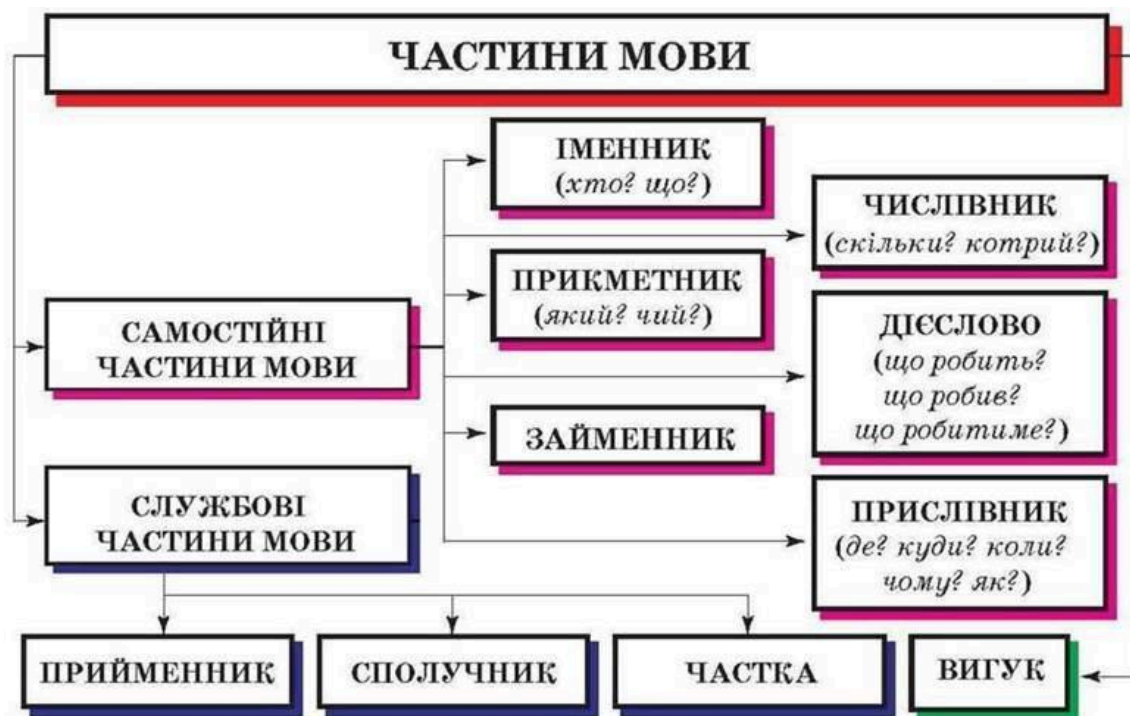 ЧАСТИНИ МОВИ
ІМЕННИК
(хто? що?)
ЧИСЛІВНИК
(скільки? котрий?)
ПРИКМЕТНИК
(який? чий?)
САМОСТІЙНІ
ЧАСТИНИ МОВИ
ДІЄСЛОВО
(що робить?
що робив?
що робитиме?)
ЗАЙМЕННИК
СЛУЖБОВІ
ЧАСТИНИ МОВИ
ПРИСЛІВНИК
(де? куди? коли?
чому? як?)
ПРИЙМЕННИК
СПОЛУЧНИК
ЧАСТКА
ВИГУК